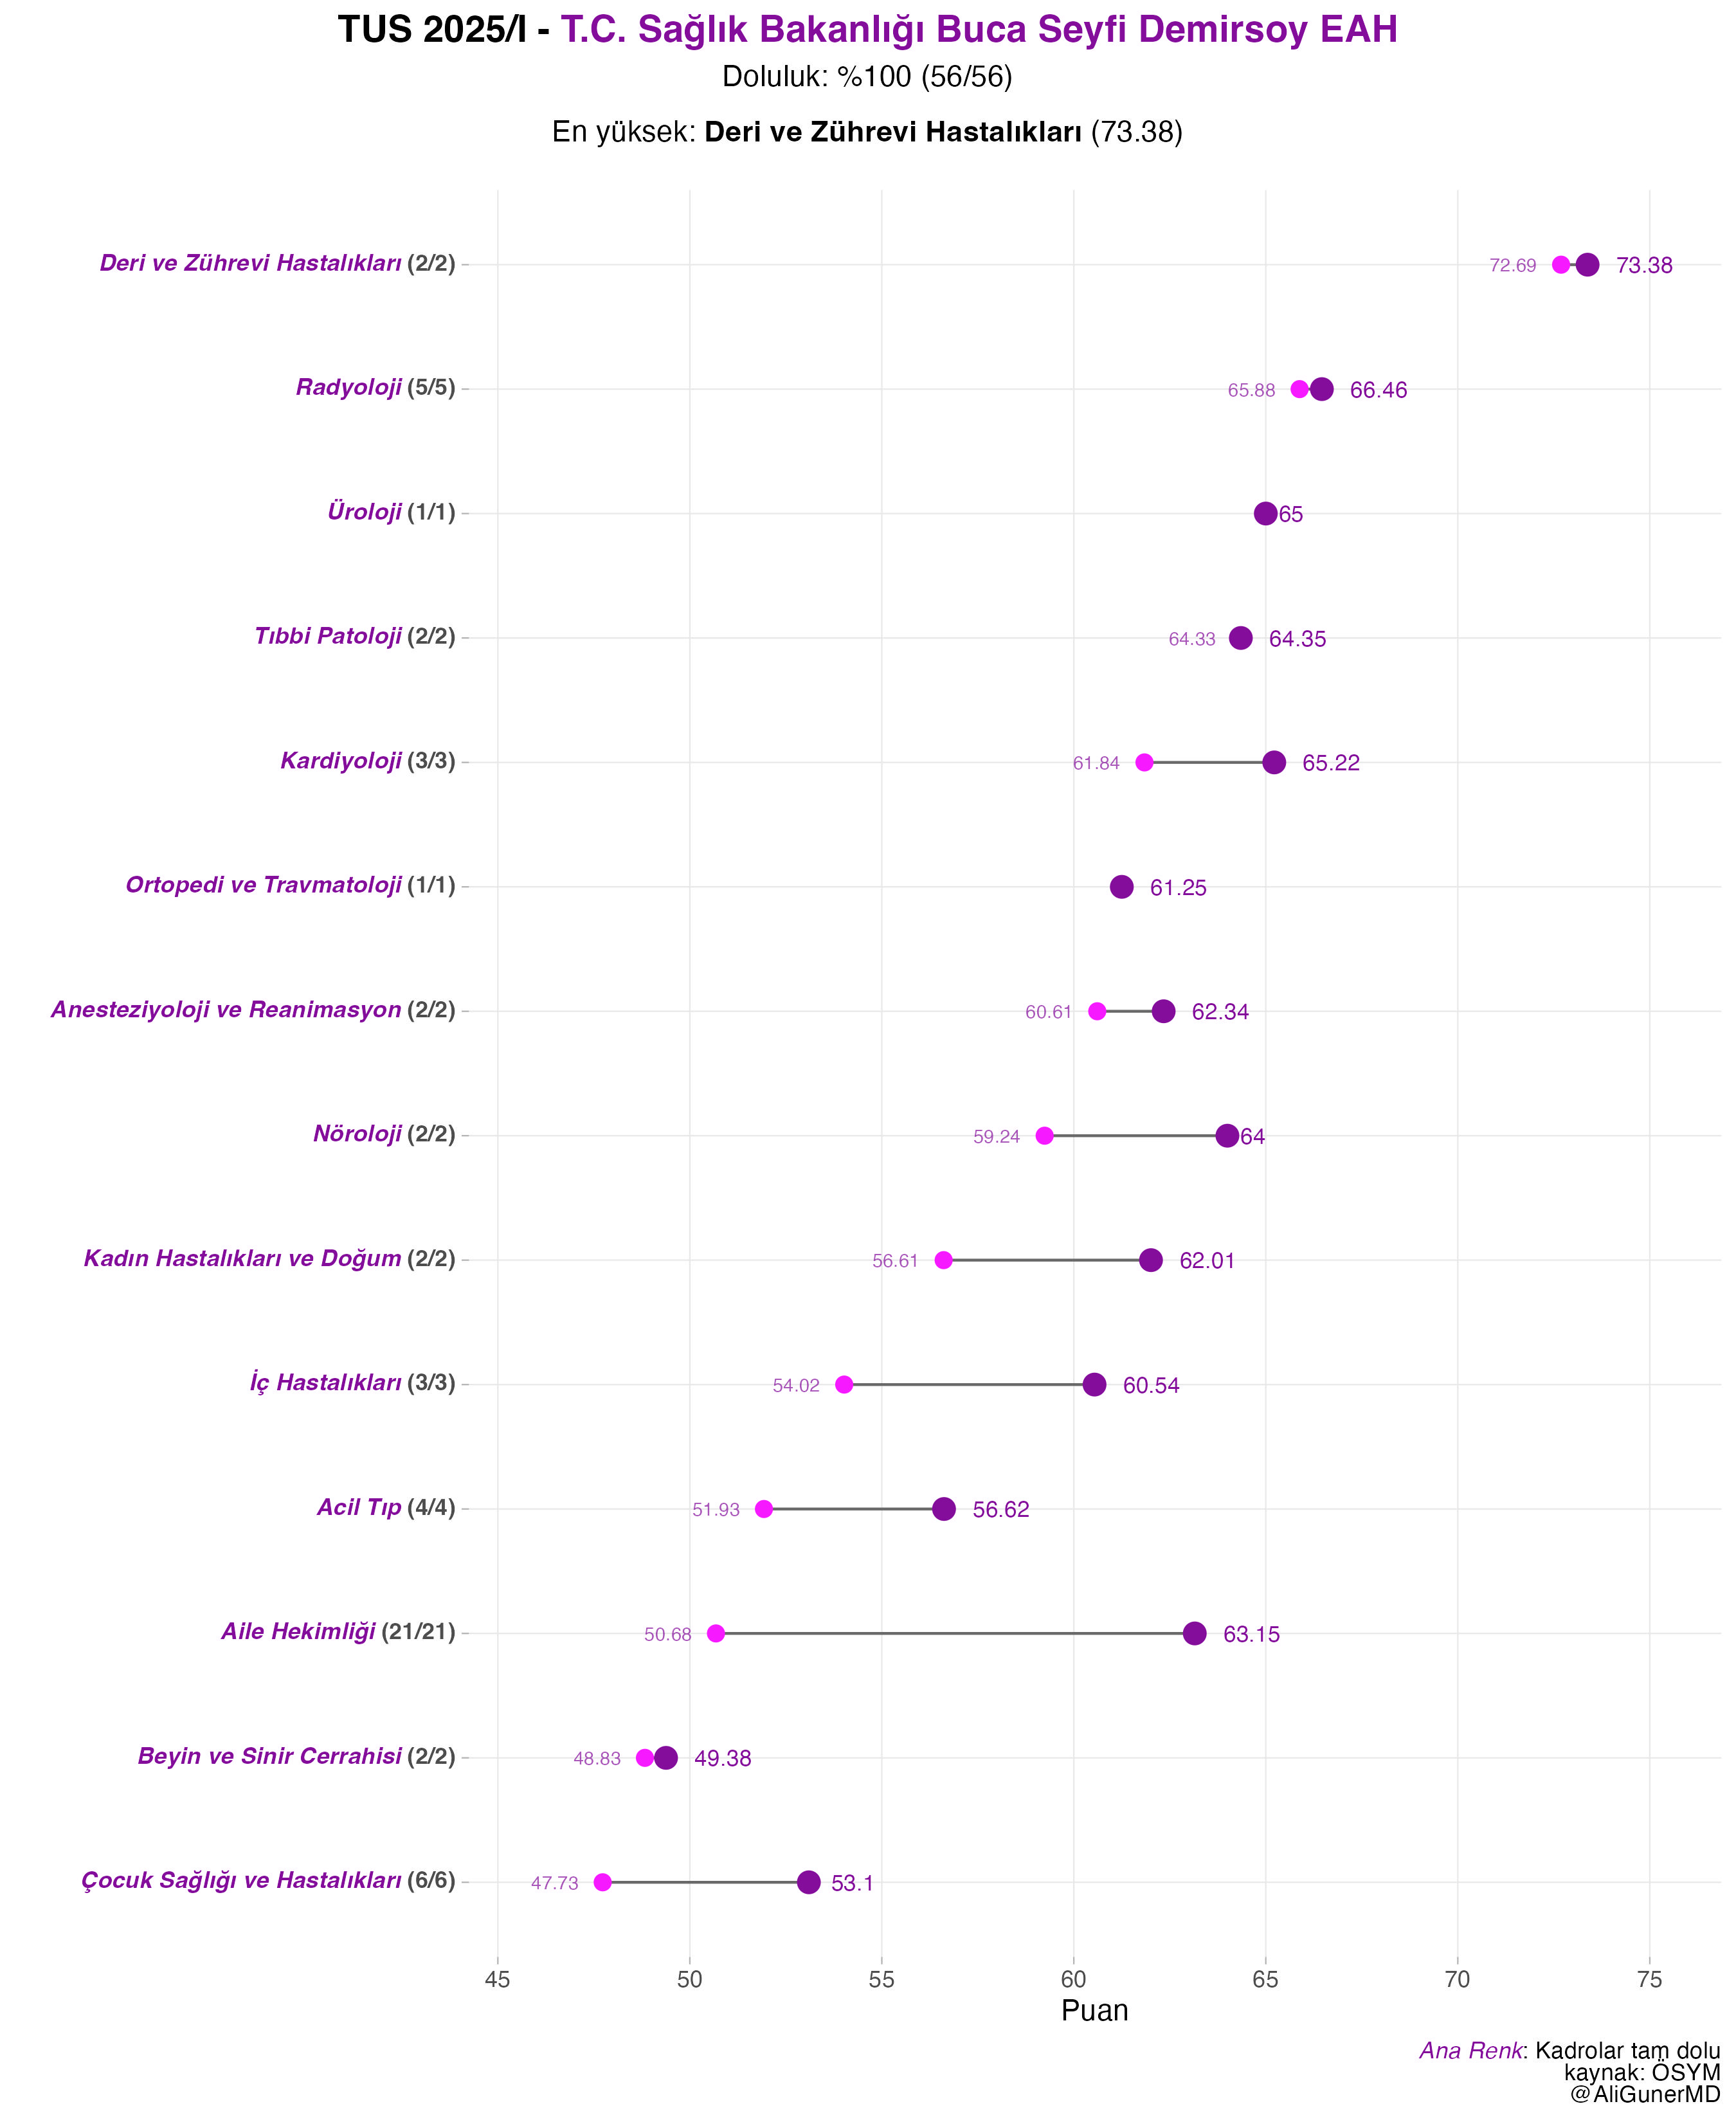 TUS 2025/I - T.C. Sağlık Bakanlığı Buca Seyfi Demirsoy EAH
Doluluk: %100 (56/56)
En yüksek: Deri ve Zührevi Hastalıkları (73.38)
Deri ve Zührevi Hastalıkları (2/2) 72.69 73.38
Radyoloji (5/5) 65.88 66.46
Üroloji (1/1) 65
Tıbbi Patoloji (2/2) 64.33 64.35
Kardiyoloji (3/3) 61.84 65.22
Ortopedi ve Travmatoloji (1/1) 61.25
Anesteziyoloji ve Reanimasyon (2/2) 60.61 62.34
Nöroloji (2/2) 59.24 64
Kadın Hastalıkları ve Doğum (2/2) 56.61 62.01
İç Hastalıkları (3/3) 54.02 60.54
Acil Tıp (4/4) 51.93 56.62
Aile Hekimliği (21/21) 50.68 63.15
Beyin ve Sinir Cerrahisi (2/2) 48.83 49.38
Çocuk Sağlığı ve Hastalıkları (6/6) 47.73 53.1
45 50 55 60 65 70 75
Puan
Ana Renk: Kadrolar tam dolu
kaynak: ÖSYM
@AliGunerMD